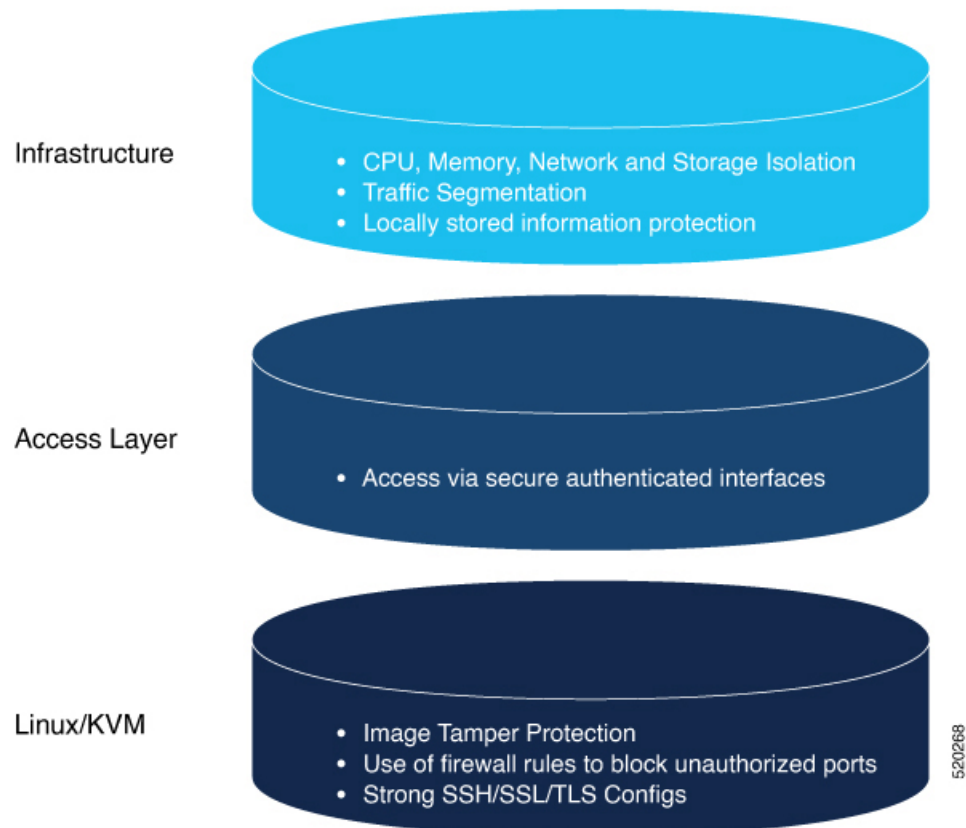 Infrastructure
• CPU, Memory, Network and Storage Isolation
• Traffic Segmentation
• Locally stored information protection
Access Layer
• Access via secure authenticated interfaces
Linux/KVM
• Image Tamper Protection
• Use of firewall rules to block unauthorized ports
• Strong SSH/SSL/TLS Configs
520268